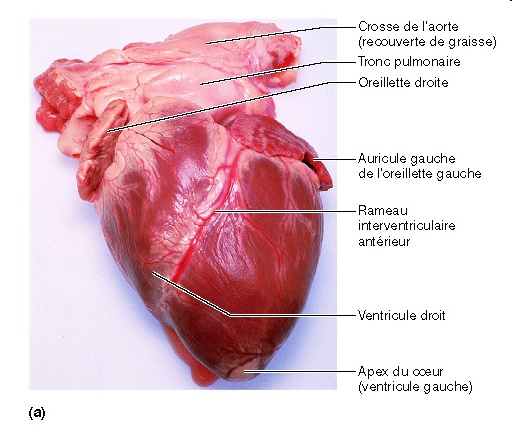 Crosse de l'aorte
(recouverte de graisse)
Tronc pulmonaire
Oreillette droite
Auricule gauche
de l'oreillette gauche
Rameau
interventriculaire
antérieur
Ventricule droit
Apex du cœur
(ventricule gauche)
(a)